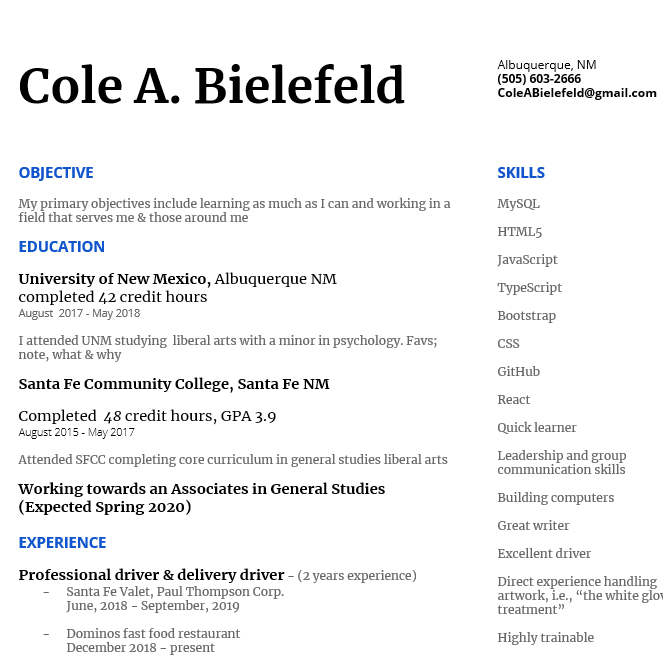 Cole A. Bielefeld
Albuquerque, NM
(505) 603-2666
ColeABielefeld@gmail.com
OBJECTIVE
My primary objectives include learning as much as I can and working in a
field that serves me & those around me
EDUCATION
University of New Mexico, Albuquerque NM
completed 42 credit hours
August  2017 - May 2018
I attended UNM studying  liberal arts with a minor in psychology. Favs;
note, what & why
Santa Fe Community College, Santa Fe NM
Completed  48 credit hours, GPA 3.9
August 2015 - May 2017
Attended SFCC completing core curriculum in general studies liberal arts
Working towards an Associates in General Studies
(Expected Spring 2020)
EXPERIENCE
Professional driver & delivery driver - (2 years experience)
- Santa Fe Valet, Paul Thompson Corp.
June, 2018 - September, 2019
- Dominos fast food restaurant
December 2018 - present
SKILLS
MySQL
HTML5
JavaScript
TypeScript
Bootstrap
CSS
GitHub
React
Quick learner
Leadership and group
communication skills
Building computers
Great writer
Excellent driver
Direct experience handling
artwork, i.e., “the white
treatment”
Highly trainable